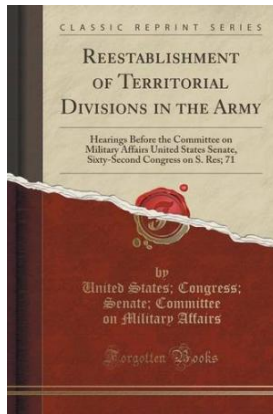 CLASSIC REPRINT SERIES
REESTABLISHMENT
OF TERRITORIAL
DIVISIONS IN THE ARMY
Hearings Before the Committee on
Military Affairs United States Senate,
Sixty-Second Congress on S. Res; 71
by
United States; Congress;
Senate; Committee
on Military Affairs
Forgotten Books